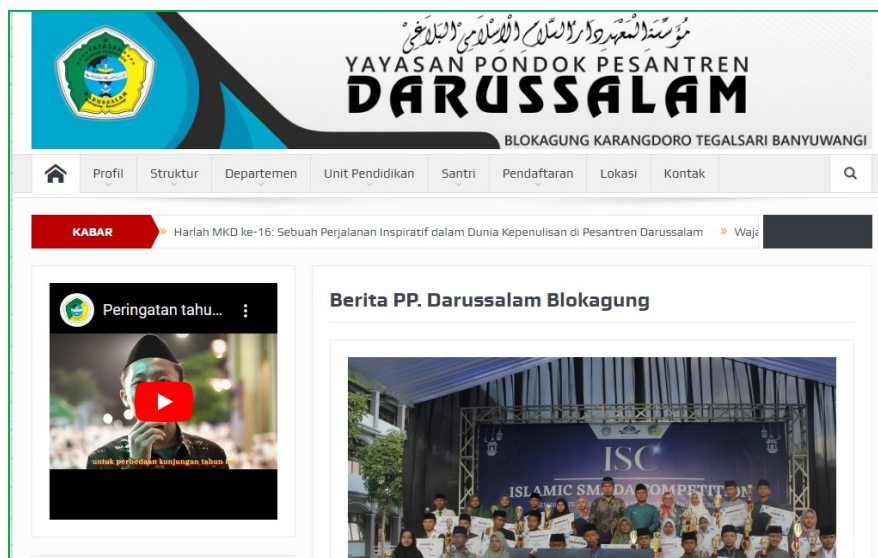 مؤسسة المعهد دار السلام الإسلامي البلاغي
YAYASAN PONDOK PESANTREN
DARUSSALAM
BLOKAGUNG KARANGDORO TEGALSARI BANYUWANGI
YAYASAN
DARUSSALAM
Profil Struktur Departemen Unit Pendidikan Santri Pendaftaran Lokasi Kontak
KABAR » Harlah MKD ke-16: Sebuah Perjalanan Inspiratif dalam Dunia Kepenulisan di Pesantren Darussalam » Waja
Peringatan tahu...
untuk perbedaan kunjungan tahun
Berita PP. Darussalam Blokagung
ISC
ISLAMIC SMADA COMPETITION